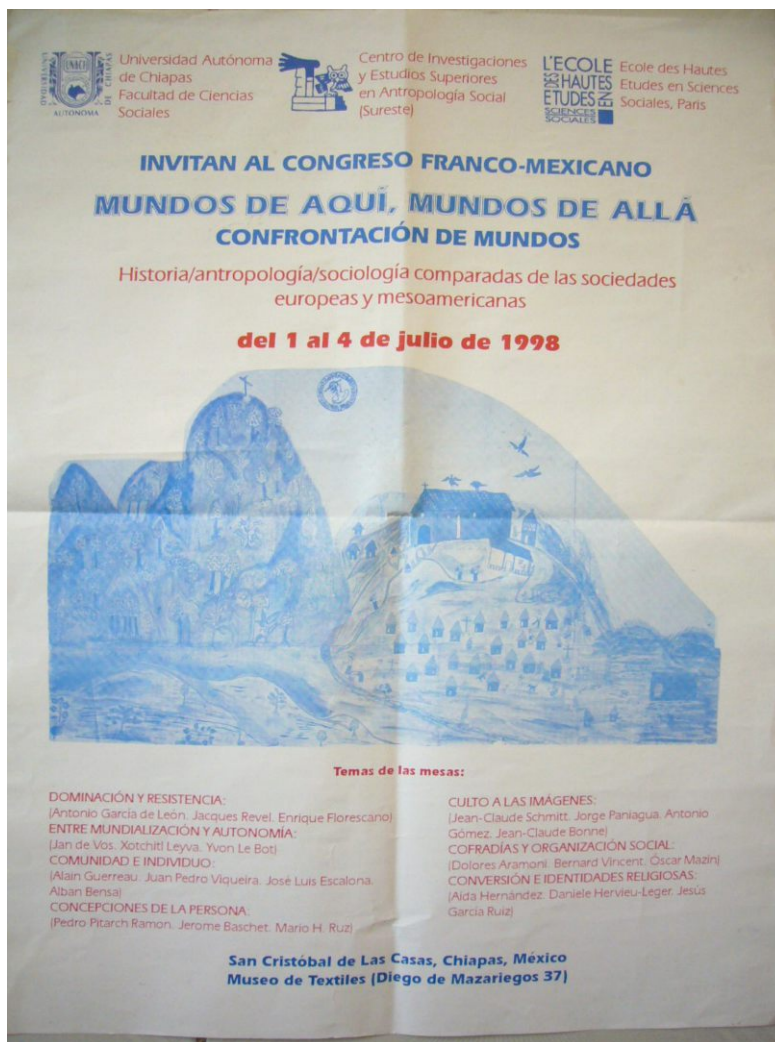 Universidad Autónoma
de Chiapas
Facultad de Ciencias
Sociales
UNIVERSIDAD
UNACH
DE CHIAPAS
AUTONOMA
Centro de Investigaciones
y Estudios Superiores
en Antropología Social
(Sureste)
L'ECOLE
DES HAUTES
ETUDES EN
SCIENCES
SOCIALES
Ecole des Hautes
Etudes en Sciences
Sociales, Paris
INVITAN AL CONGRESO FRANCO-MEXICANO
MUNDOS DE AQUÍ, MUNDOS DE ALLÁ
CONFRONTACIÓN DE MUNDOS
Historia/antropología/sociología comparadas de las sociedades
europeas y mesoamericanas
del 1 al 4 de julio de 1998
Temas de las mesas:
DOMINACIÓN Y RESISTENCIA:
(Antonio García de León. Jacques Revel. Enrique Florescano)
ENTRE MUNDIALIZACIÓN Y AUTONOMÍA:
(Jan de Vos. Xotchitl Leyva. Yvon Le Bot)
COMUNIDAD E INDIVIDUO:
(Alain Guerreau. Juan Pedro Viqueira. José Luis Escalona.
Alban Bensa)
CONCEPCIONES DE LA PERSONA:
(Pedro Pitarch Ramon. Jerome Baschet. Mario H. Ruz)
CULTO A LAS IMÁGENES:
(Jean-Claude Schmitt. Jorge Paniagua. Antonio
Gómez. Jean-Claude Bonne)
COFRADÍAS Y ORGANIZACIÓN SOCIAL:
(Dolores Aramoni. Bernard Vincent. Óscar Mazín)
CONVERSIÓN E IDENTIDADES RELIGIOSAS:
(Aída Hernández. Daniele Hervieu-Leger. Jesús
García Ruiz)
San Cristóbal de Las Casas, Chiapas, México
Museo de Textiles (Diego de Mazariegos 37)